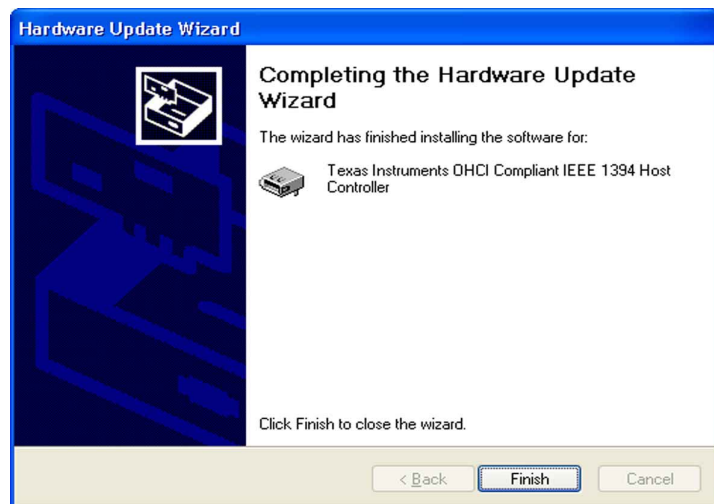 Hardware Update Wizard
Completing the Hardware Update
Wizard
The wizard has finished installing the software for:
Texas Instruments OHCI Compliant IEEE 1394 Host
Controller
Click Finish to close the wizard.
< Back Finish Cancel